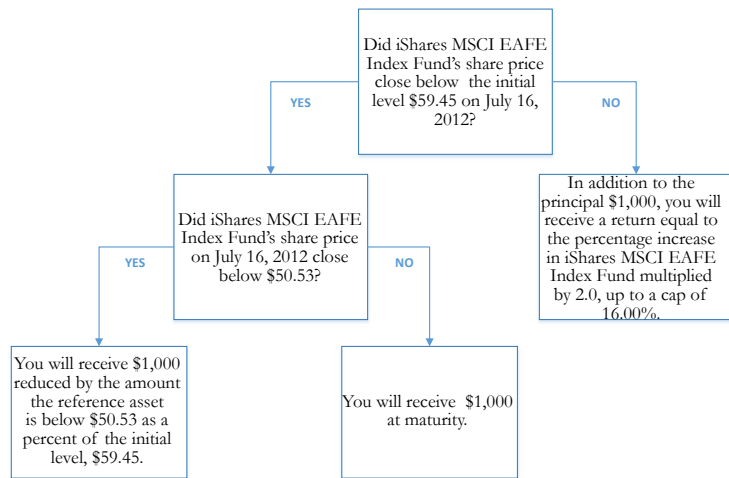 Did iShares MSCI EAFE
Index Fund's share price
close below the initial
level $59.45 on July 16,
2012?
YES
NO
Did iShares MSCI EAFE
Index Fund's share price
on July 16, 2012 close
below $50.53?
In addition to the
principal $1,000, you will
receive a return equal to
the percentage increase
in iShares MSCI EAFE
Index Fund multiplied
by 2.0, up to a cap of
16.00%.
YES
NO
You will receive $1,000
reduced by the amount
the reference asset
is below $50.53 as a
percent of the initial
level, $59.45.
You will receive $1,000
at maturity.